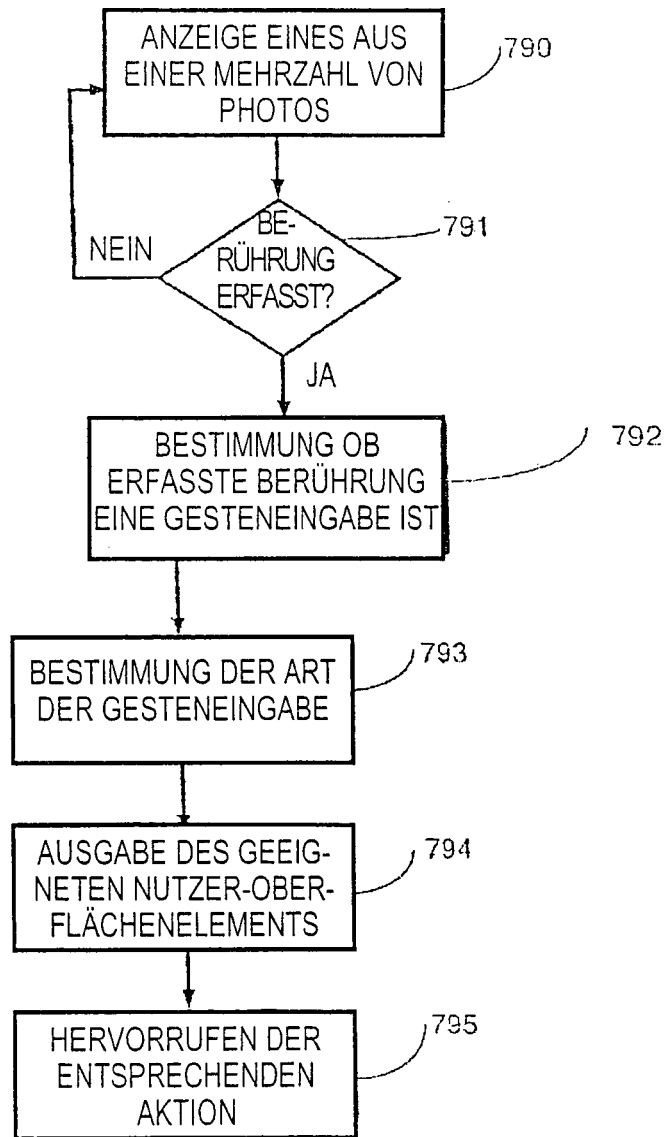 ANZEIGE EINES AUS
EINER MEHRZAHL VON
PHOTOS
790
BE-
RÜHRUNG
ERFASST?
791
NEIN
JA
BESTIMMUNG OB
ERFASSTE BERÜHRUNG
EINE GESTENEINGABE IST
792
BESTIMMUNG DER ART
DER GESTENEINGABE
793
AUSGABE DES GEEIG-
NETEN NUTZER-OBER-
FLÄCHENELEMENTS
794
HERVORRUFEN DER
ENTSPRECHENDEN
AKTION
795